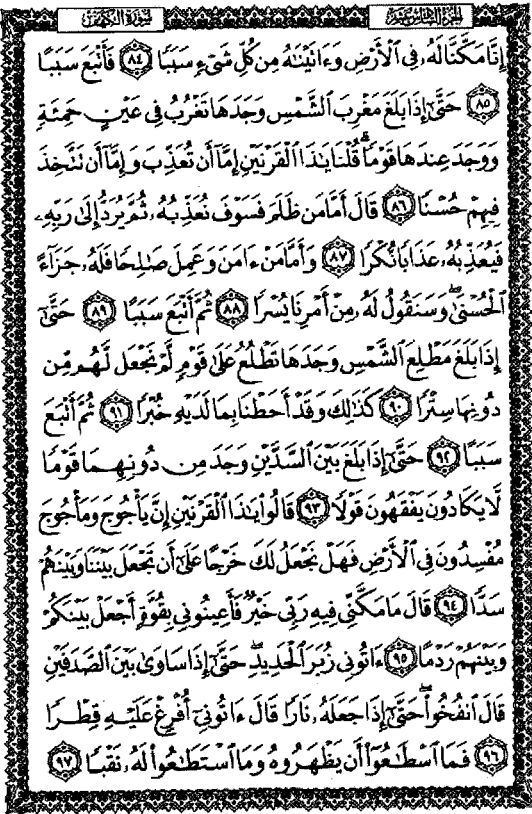 سورة الكهف الجزء السادس عشر
إِنَّا مَكَّنَّا لَهُۥ فِى ٱلْأَرْضِ وَءَاتَيْنَٰهُ مِن كُلِّ شَىْءٍ سَبَبًا ٨٤ فَأَتْبَعَ سَبَبًا
٨٥ حَتَّىٰٓ إِذَا بَلَغَ مَغْرِبَ ٱلشَّمْسِ وَجَدَهَا تَغْرُبُ فِى عَيْنٍ حَمِئَةٍ
وَوَجَدَ عِندَهَا قَوْمًا ۗ قُلْنَا يَٰذَا ٱلْقَرْنَيْنِ إِمَّآ أَن تُعَذِّبَ وَإِمَّآ أَن تَتَّخِذَ
فِيهِمْ حُسْنًا ٨٦ قَالَ أَمَّا مَن ظَلَمَ فَسَوْفَ نُعَذِّبُهُۥ ثُمَّ يُرَدُّ إِلَىٰ رَبِّهِۦ
فَيُعَذِّبُهُۥ عَذَابًا نُّكْرًا ٨٧ وَأَمَّا مَنْ ءَامَنَ وَعَمِلَ صَٰلِحًا فَلَهُۥ جَزَآءً
ٱلْحُسْنَىٰ ۖ وَسَنَقُولُ لَهُۥ مِنْ أَمْرِنَا يُسْرًا ٨٨ ثُمَّ أَتْبَعَ سَبَبًا ٨٩ حَتَّىٰٓ
إِذَا بَلَغَ مَطْلِعَ ٱلشَّمْسِ وَجَدَهَا تَطْلُعُ عَلَىٰ قَوْمٍ لَّمْ نَجْعَل لَّهُم مِّن
دُونِهَا سِتْرًا ٩٠ كَذَٰلِكَ وَقَدْ أَحَطْنَا بِمَا لَدَيْهِ خُبْرًا ٩١ ثُمَّ أَتْبَعَ
سَبَبًا ٩٢ حَتَّىٰٓ إِذَا بَلَغَ بَيْنَ ٱلسَّدَّيْنِ وَجَدَ مِن دُونِهِمَا قَوْمًا
لَّا يَكَادُونَ يَفْقَهُونَ قَوْلًا ٩٣ قَالُوا۟ يَٰذَا ٱلْقَرْنَيْنِ إِنَّ يَأْجُوجَ وَمَأْجُوجَ
مُفْسِدُونَ فِى ٱلْأَرْضِ فَهَلْ نَجْعَلُ لَكَ خَرْجًا عَلَىٰٓ أَن تَجْعَلَ بَيْنَنَا وَبَيْنَهُمْ
سَدًّا ٩٤ قَالَ مَا مَكَّنِّى فِيهِ رَبِّى خَيْرٌ فَأَعِينُونِى بِقُوَّةٍ أَجْعَلْ بَيْنَكُمْ
وَبَيْنَهُمْ رَدْمًا ٩٥ ءَاتُونِى زُبَرَ ٱلْحَدِيدِ ۖ حَتَّىٰٓ إِذَا سَاوَىٰ بَيْنَ ٱلصَّدَفَيْنِ
قَالَ ٱنفُخُوا۟ ۖ حَتَّىٰٓ إِذَا جَعَلَهُۥ نَارًا قَالَ ءَاتُونِىٓ أُفْرِغْ عَلَيْهِ قِطْرًا
٩٦ فَمَا ٱسْطَٰعُوٓا۟ أَن يَظْهَرُوهُ وَمَا ٱسْتَطَٰعُوا۟ لَهُۥ نَقْبًا ٩٧